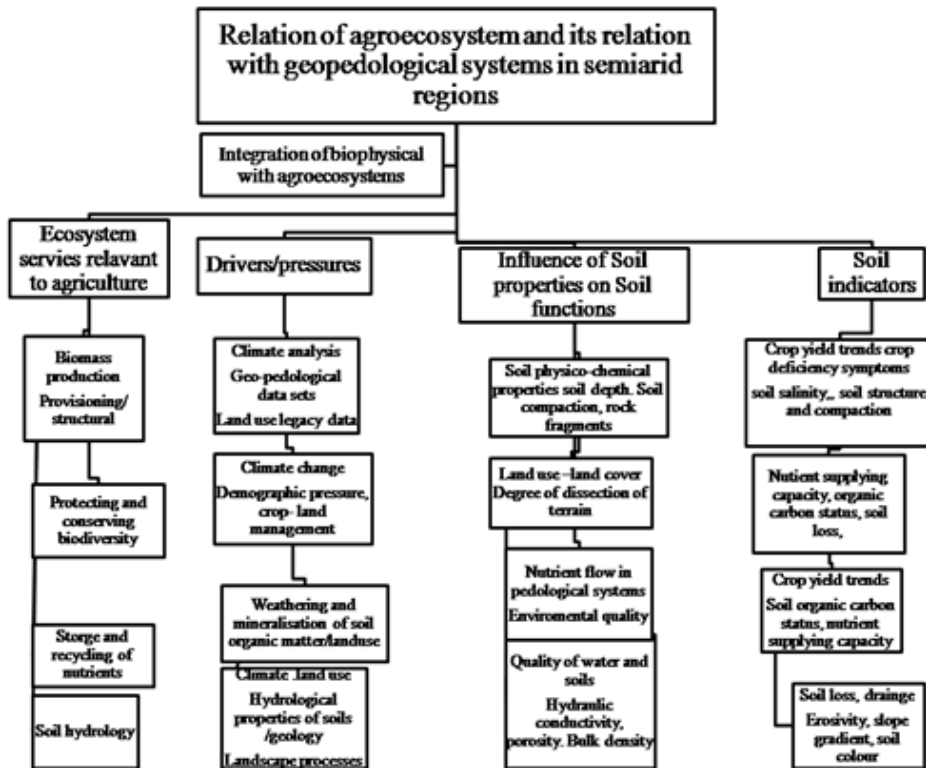 Relation of agroecosystem and its relation
with geopedological systems in semiarid
regions
Integration of biophysical
with agroecosystems
Ecosystem
servies relavant
to agriculture
Drivers/pressures
Influence of Soil
properties on Soil
functions
Soil
indicators
Biomass
production
Provisioning/
structural
Climate analysis
Geo-pedological
data sets
Land use legacy data
Soil physico-chemical
properties soil depth. Soil
compaction, rock
fragments
Crop yield trends crop
deficiency symptoms
soil salinity,, soil structure
and compaction
Protecting and
conserving
biodiversity
Climate change
Demographic pressure,
crop- land
management
Land use –land cover
Degree of dissection of
terrain
Nutrient supplying
capacity, organic
carbon status, soil
loss,
Storge and
recycling of
nutrients
Weathering and
mineralisation of soil
organic matter/landuse
Nutrient flow in
pedological systems
Enviromental quality
Crop yield trends
Soil organic carbon
status, nutrient
supplying capacity
Soil hydrology
Climate .land use
Hydrological
properties of soils
/geology
Landscape processes
Quality of water and
soils
Hydraulic
conductivity,
porosity. Bulk density
Soil loss, drainge
Erosivity, slope
gradient, soil
colour